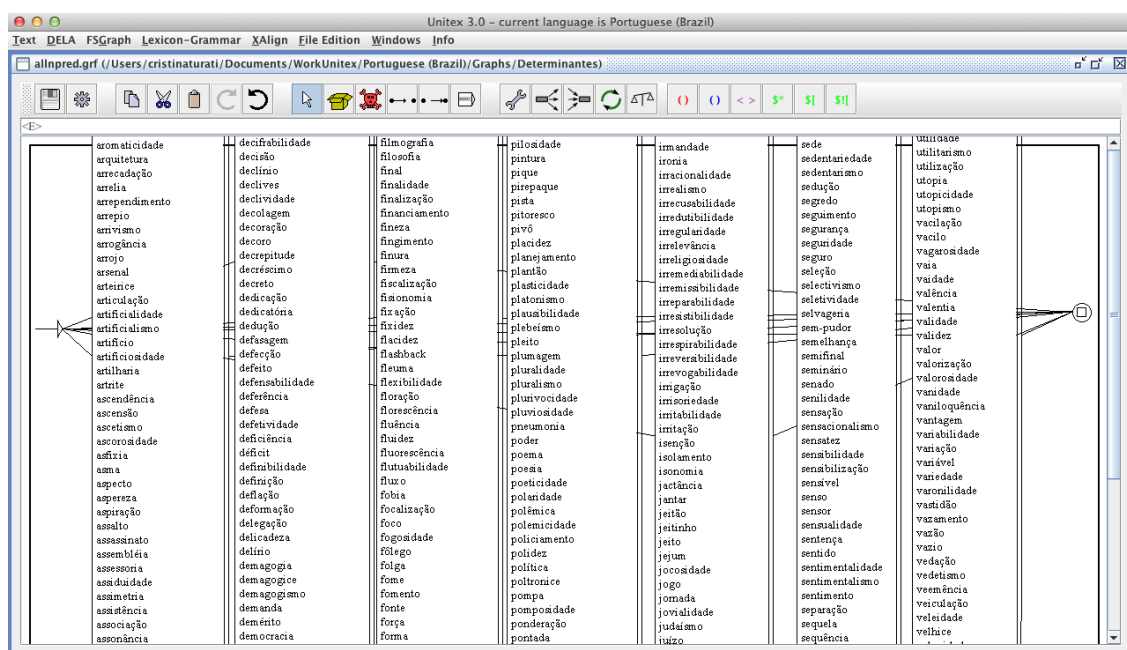 Unitex 3.0 - current language is Portuguese (Brazil)
Text DELA FSGraph Lexicon-Grammar XAlign File Edition Windows Info
allnpred.grf (/Users/cristinaturati/Documents/WorkUnitex/Portuguese (Brazil)/Graphs/Determinantes)
( ) ( ) < > $* $[ $![
<E>
aromaticidade
arquitetura
arrecadação
arrelia
arrependimento
arrepio
arrivismo
arrogância
arrojo
arsenal
arteirice
articulação
artificialidade
artificialismo
artifício
artificiosidade
artilharia
artrite
ascendência
ascensão
ascetismo
ascorosidade
asfixia
asma
aspecto
aspereza
aspiração
assalto
assassinato
assembléia
assessoria
assiduidade
assimetria
assistência
associação
assonância
decifrabilidade
decisão
declínio
declives
declividade
decolagem
decoração
decoro
decrepitude
decréscimo
decreto
dedicação
dedicatória
dedução
defasagem
defecção
defeito
defensabilidade
deferência
defesa
defetividade
deficiência
déficit
definibilidade
definição
deflação
deformação
delegação
delicadeza
delírio
demagogia
demagogice
demagogismo
demanda
demérito
democracia
filmografia
filosofia
final
finalidade
finalização
financiamento
fineza
fingimento
finura
firmeza
fiscalização
fisionomia
fixação
fixidez
flacidez
flashback
fleuma
flexibilidade
floração
florescência
fluência
fluidez
fluorescência
flutuabilidade
fluxo
fobia
focalização
foco
fogosidade
fôlego
folga
fome
fomento
fonte
força
forma
pilosidade
pintura
pique
pirepaque
pista
pitoresco
pivô
placidez
planejamento
plantão
plasticidade
platonismo
plausibilidade
plebeísmo
pleito
plumagem
pluralidade
pluralismo
plurivocidade
pluviosidade
pneumonia
poder
poema
poesia
poeticidade
polaridade
polêmica
polemicidade
policiamento
polidez
política
poltronice
pompa
pomposidade
ponderação
pontada
irmandade
ironia
irracionalidade
irrealismo
irrecusabilidade
irredutibilidade
irregularidade
irrelevância
irreligiosidade
irremediabilidade
irremissibilidade
irreparabilidade
irresistibilidade
irresolução
irrespirabilidade
irreversibilidade
irrevogabilidade
irrigação
irrisoriedade
irritabilidade
irritação
isenção
isolamento
isonomia
jactância
jantar
jeitão
jeitinho
jeito
jejum
jocosidade
jogo
jornada
jovialidade
judaísmo
juízo
sede
sedentariedade
sedentarismo
sedução
segredo
seguimento
segurança
seguridade
seguro
seleção
selectivismo
seletividade
selvageria
sem-pudor
semelhança
semifinal
seminário
senado
senilidade
sensação
sensacionalismo
sensatez
sensibilidade
sensibilização
sensível
senso
sensor
sensualidade
sentença
sentido
sentimentalidade
sentimentalismo
sentimento
separação
sequela
sequência
utilidade
utilitarismo
utilização
utopia
utopicidade
utopismo
vacilação
vacilo
vagarosidade
vaia
vaidade
valência
valentia
validade
validez
valor
valorização
valorosidade
vanidade
vaniloquência
vantagem
variabilidade
variação
variável
variedade
varonilidade
vastidão
vazamento
vazão
vazio
vedação
vedetismo
veemência
veiculação
veleidade
velhice